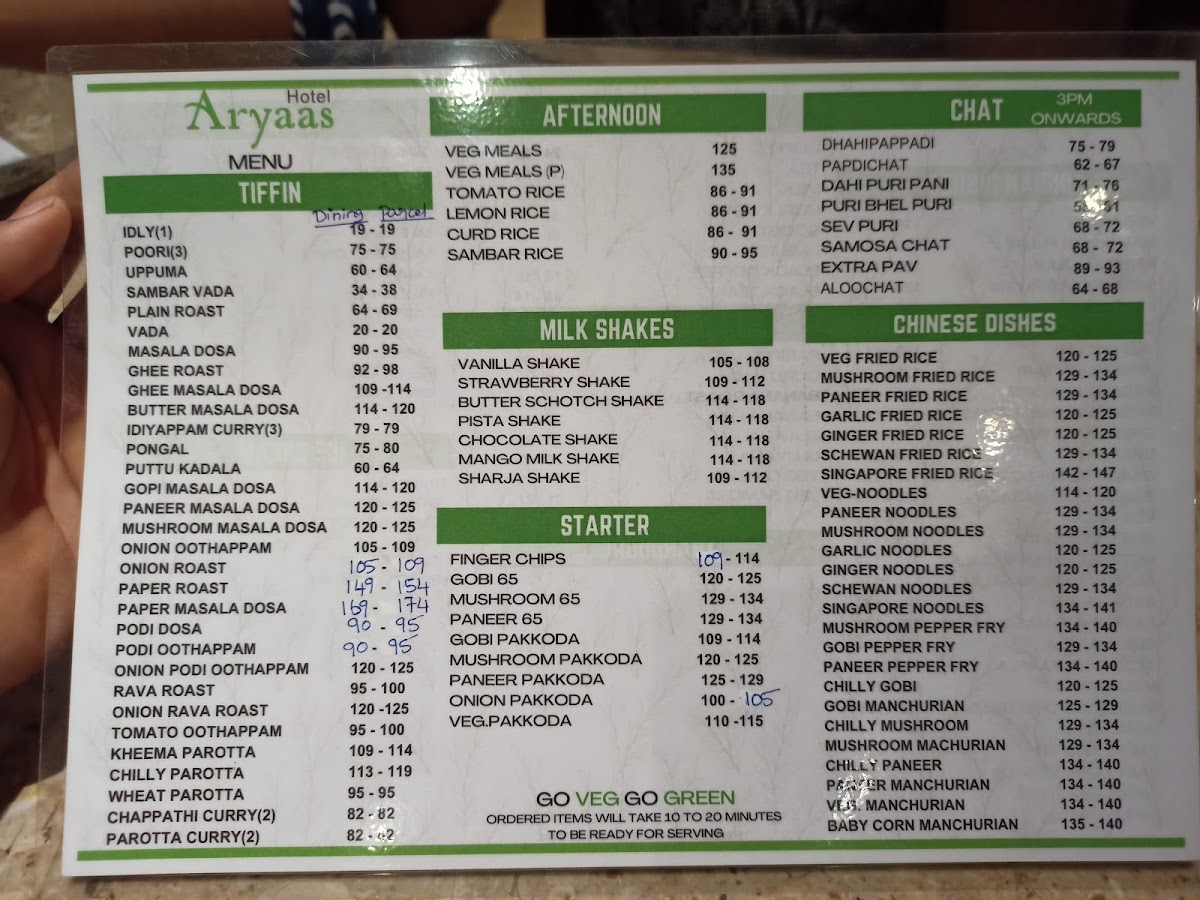 Hotel
Aryaas
MENU
TIFFIN
Dining Parcel
IDLY(1) 19 - 19
POORI(3) 75 - 75
UPPUMA 60 - 64
SAMBAR VADA 34 - 38
PLAIN ROAST 64 - 69
VADA 20 - 20
MASALA DOSA 90 - 95
GHEE ROAST 92 - 98
GHEE MASALA DOSA 109 -114
BUTTER MASALA DOSA 114 - 120
IDIYAPPAM CURRY(3) 79 - 79
PONGAL 75 - 80
PUTTU KADALA 60 - 64
GOPI MASALA DOSA 114 - 120
PANEER MASALA DOSA 120 - 125
MUSHROOM MASALA DOSA 120 - 125
ONION OOTHAPPAM 105 - 109
ONION ROAST 105 - 109
PAPER ROAST 149 - 154
PAPER MASALA DOSA 169 - 174
PODI DOSA 90 - 95
PODI OOTHAPPAM 90 - 95
ONION PODI OOTHAPPAM 120 - 125
RAVA ROAST 95 - 100
ONION RAVA ROAST 120 -125
TOMATO OOTHAPPAM 95 - 100
KHEEMA PAROTTA 109 - 114
CHILLY PAROTTA 113 - 119
WHEAT PAROTTA 95 - 95
CHAPPATHI CURRY(2) 82 - 82
PAROTTA CURRY(2) 82 - 82
AFTERNOON
VEG MEALS 125
VEG MEALS (P) 135
TOMATO RICE 86 - 91
LEMON RICE 86 - 91
CURD RICE 86 - 91
SAMBAR RICE 90 - 95
MILK SHAKES
VANILLA SHAKE 105 - 108
STRAWBERRY SHAKE 109 - 112
BUTTER SCHOTCH SHAKE 114 - 118
PISTA SHAKE 114 - 118
CHOCOLATE SHAKE 114 - 118
MANGO MILK SHAKE 114 - 118
SHARJA SHAKE 109 - 112
STARTER
FINGER CHIPS 109 - 114
GOBI 65 120 - 125
MUSHROOM 65 129 - 134
PANEER 65 129 - 134
GOBI PAKKODA 109 - 114
MUSHROOM PAKKODA 120 - 125
PANEER PAKKODA 125 - 129
ONION PAKKODA 100 - 105
VEG.PAKKODA 110 -115
GO VEG GO GREEN
ORDERED ITEMS WILL TAKE 10 TO 20 MINUTES
TO BE READY FOR SERVING
CHAT 3PM ONWARDS
DHAHIPAPPADI 75 - 79
PAPDICHAT 62 - 67
DAHI PURI PANI 71 - 76
PURI BHEL PURI
SEV PURI 68 - 72
SAMOSA CHAT 68 - 72
EXTRA PAV 89 - 93
ALOOCHAT 64 - 68
CHINESE DISHES
VEG FRIED RICE 120 - 125
MUSHROOM FRIED RICE 129 - 134
PANEER FRIED RICE 129 - 134
GARLIC FRIED RICE 120 - 125
GINGER FRIED RICE 120 - 125
SCHEWAN FRIED RICE 129 - 134
SINGAPORE FRIED RICE 142 - 147
VEG-NOODLES 114 - 120
PANEER NOODLES 129 - 134
MUSHROOM NOODLES 129 - 134
GARLIC NOODLES 120 - 125
GINGER NOODLES 120 - 125
SCHEWAN NOODLES 129 - 134
SINGAPORE NOODLES 134 - 141
MUSHROOM PEPPER FRY 134 - 140
GOBI PEPPER FRY 129 - 134
PANEER PEPPER FRY 134 - 140
CHILLY GOBI 120 - 125
GOBI MANCHURIAN 125 - 129
CHILLY MUSHROOM 129 - 134
MUSHROOM MACHURIAN 129 - 134
CHILLY PANEER 134 - 140
PANEER MANCHURIAN 134 - 140
VEG. MANCHURIAN 134 - 140
BABY CORN MANCHURIAN 135 - 140